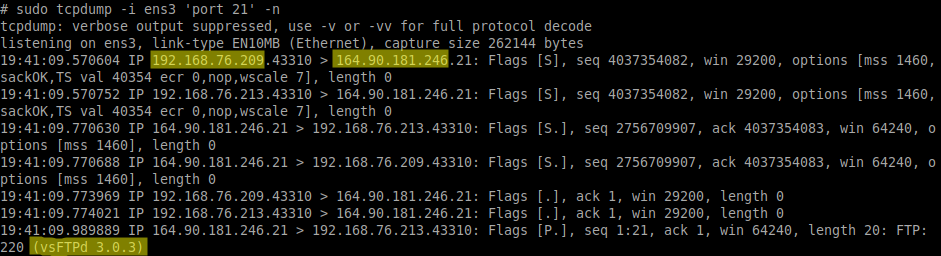 # sudo tcpdump -i ens3 'port 21' -n
tcpdump: verbose output suppressed, use -v or -vv for full protocol decode
listening on ens3, link-type EN10MB (Ethernet), capture size 262144 bytes
19:41:09.570604 IP 192.168.76.209.43310 > 164.90.181.246.21: Flags [S], seq 4037354082, win 29200, options [mss 1460,
sackOK,TS val 40354 ecr 0,nop,wscale 7], length 0
19:41:09.570752 IP 192.168.76.213.43310 > 164.90.181.246.21: Flags [S], seq 4037354082, win 29200, options [mss 1460,
sackOK,TS val 40354 ecr 0,nop,wscale 7], length 0
19:41:09.770630 IP 164.90.181.246.21 > 192.168.76.213.43310: Flags [S.], seq 2756709907, ack 4037354083, win 64240, o
ptions [mss 1460], length 0
19:41:09.770688 IP 164.90.181.246.21 > 192.168.76.209.43310: Flags [S.], seq 2756709907, ack 4037354083, win 64240, o
ptions [mss 1460], length 0
19:41:09.773969 IP 192.168.76.209.43310 > 164.90.181.246.21: Flags [.], ack 1, win 29200, length 0
19:41:09.774021 IP 192.168.76.213.43310 > 164.90.181.246.21: Flags [.], ack 1, win 29200, length 0
19:41:09.989889 IP 164.90.181.246.21 > 192.168.76.213.43310: Flags [P.], seq 1:21, ack 1, win 64240, length 20: FTP:
220 (vsFTPd 3.0.3)